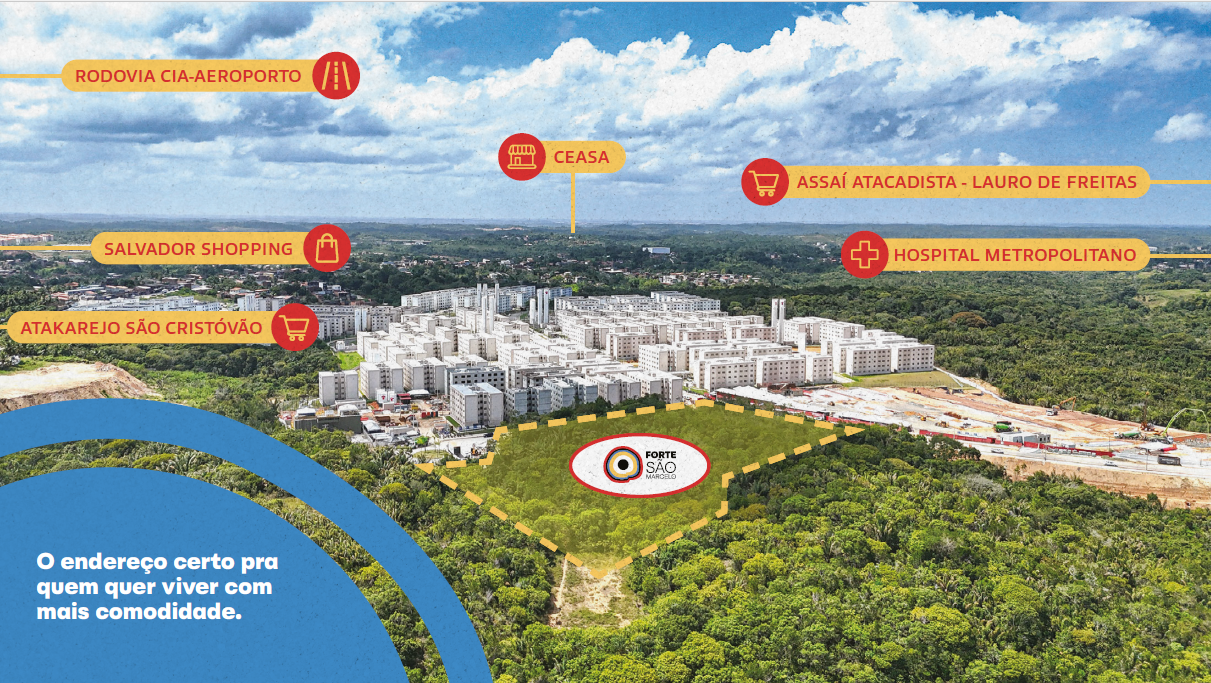 RODOVIA CIA-AEROPORTO
CEASA
ASSAÍ ATACADISTA - LAURO DE FREITAS
SALVADOR SHOPPING
HOSPITAL METROPOLITANO
ATAKAREJO SÃO CRISTÓVÃO
FORTE
SÃO
MARCELO
O endereço certo pra
quem quer viver com
mais comodidade.